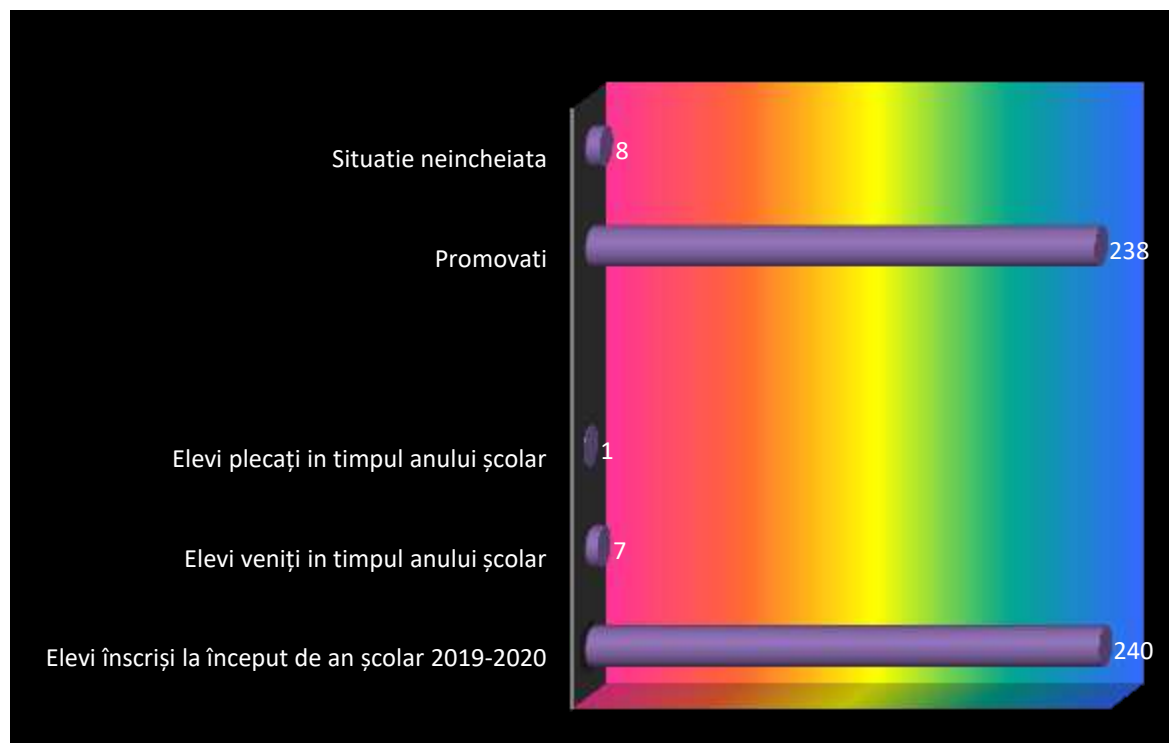 Situatie neincheiata
8
Promovati
238
Elevi plecați in timpul anului școlar
1
Elevi veniți in timpul anului școlar
7
Elevi înscriși la început de an școlar 2019-2020
240